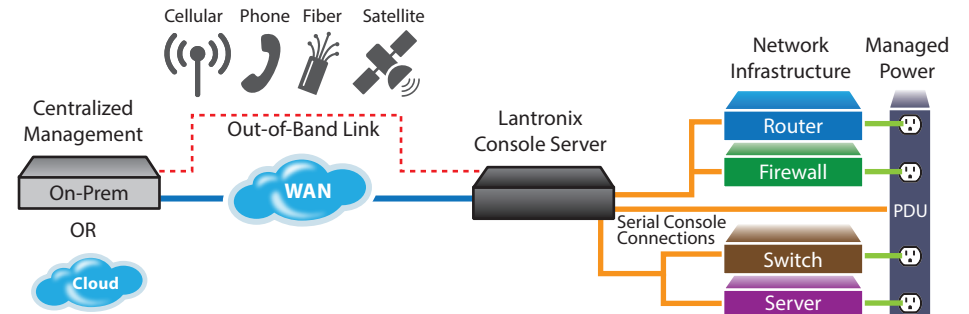 Cellular
Phone
Fiber
Satellite
Network
Infrastructure
Managed
Power
Centralized
Management
Out-of-Band Link
Lantronix
Console Server
Router
Firewall
On-Prem
WAN
PDU
OR
Serial Console
Connections
Switch
Cloud
Server